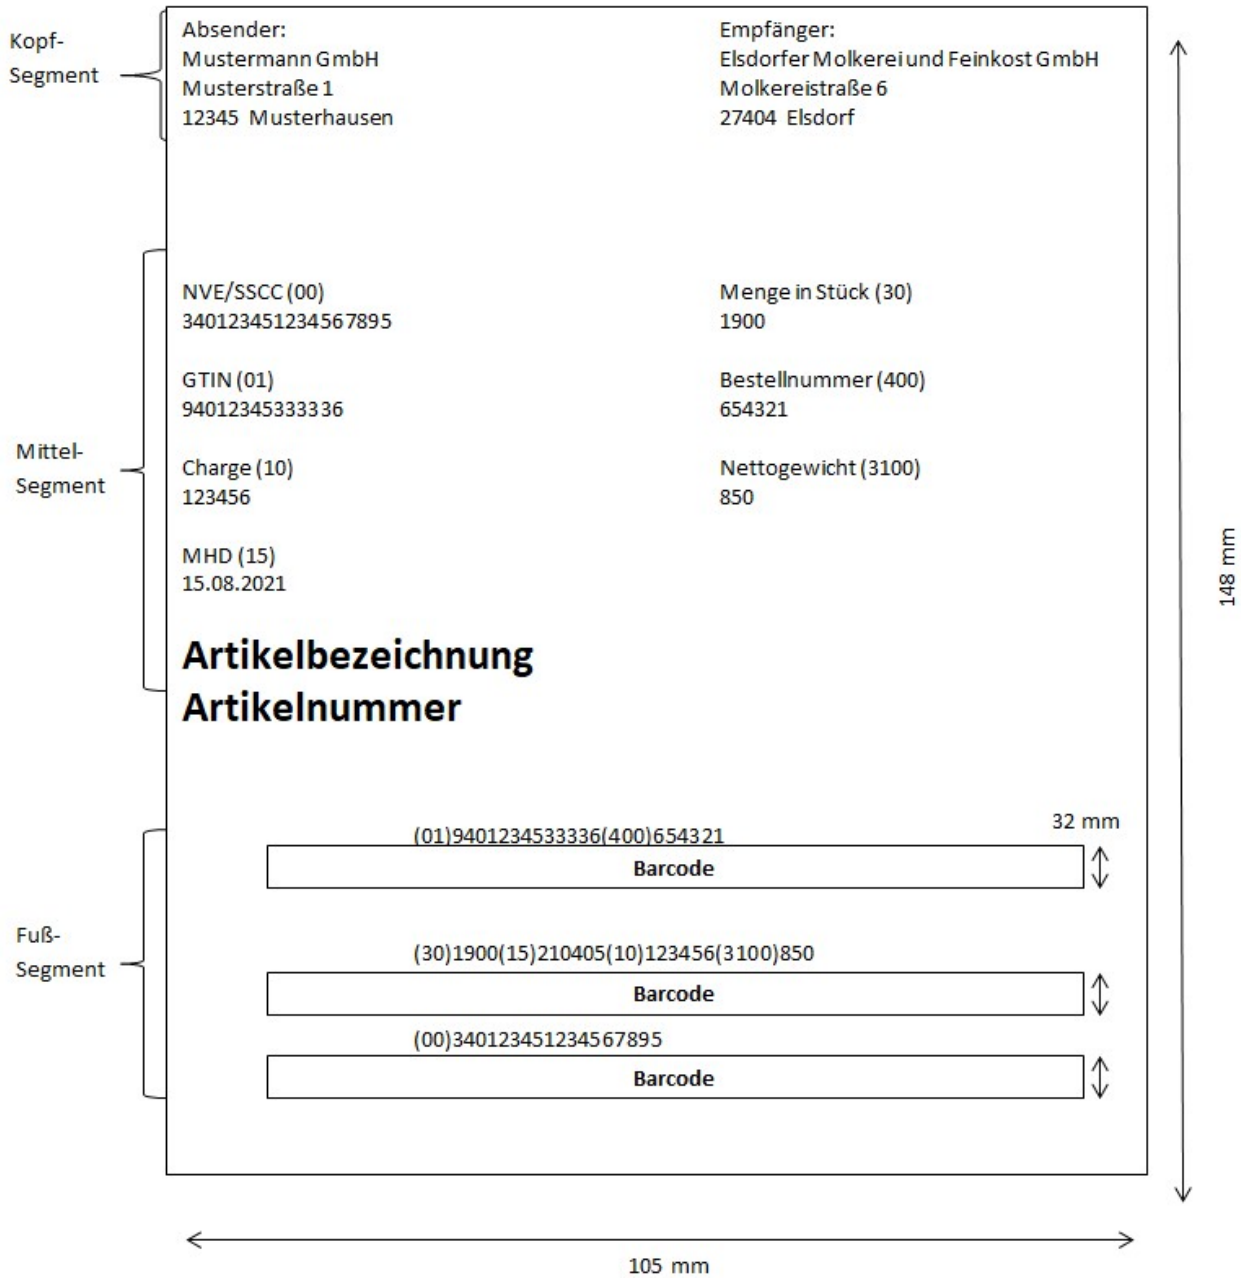 Kopf-
Segment
Absender:
Mustermann GmbH
Musterstraße 1
12345 Musterhausen
Empfänger:
Elsdorfer Molkerei und Feinkost GmbH
Molkereistraße 6
27404 Elsdorf
Mittel-
Segment
NVE/SSCC (00)
340123451234567895
Menge in Stück (30)
1900
GTIN (01)
94012345333336
Bestellnummer (400)
654321
Charge (10)
123456
Nettogewicht (3100)
850
MHD (15)
15.08.2021
Artikelbezeichnung
Artikelnummer
148 mm
Fuß-
Segment
(01)9401234533336(400)654321
32 mm
Barcode
(30)1900(15)210405(10)123456(3100)850
Barcode
(00)340123451234567895
Barcode
105 mm